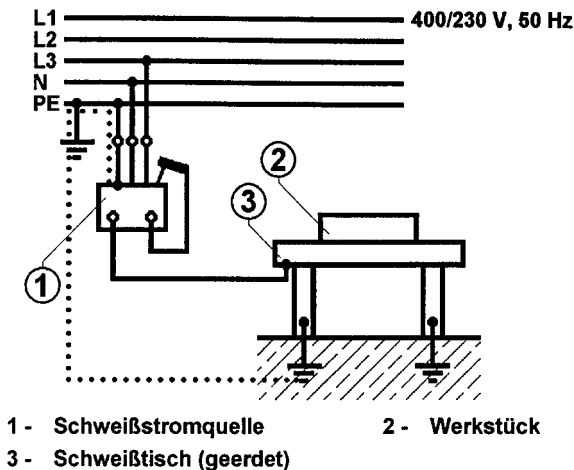 L1
400/230 V, 50 Hz
L2
L3
N
PE
2
3
1
1 - Schweißstromquelle
2 - Werkstück
3 - Schweißtisch (geerdet)